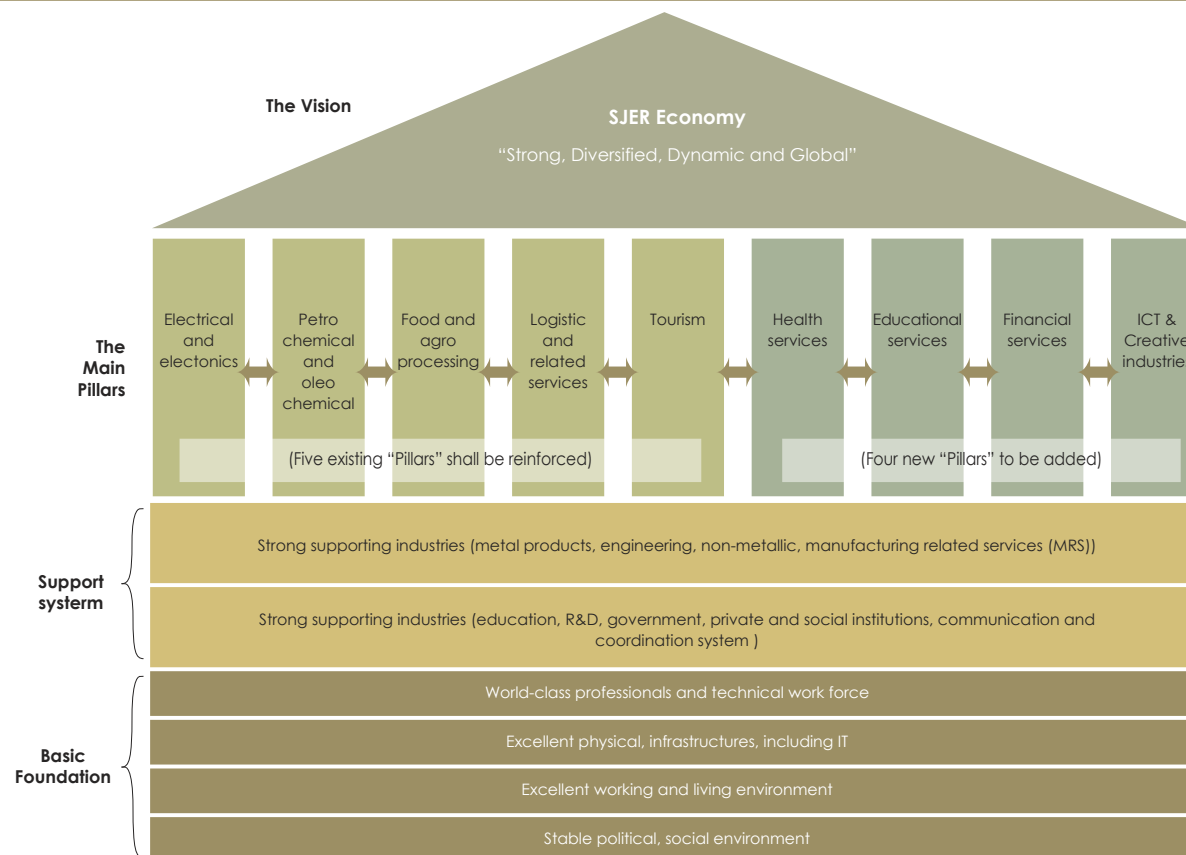 The Vision
SJER Economy
“Strong, Diversified, Dynamic and Global”
The
Main
Pillars
Electrical
and
electonics
Petro
chemical
and
oleo
chemical
Food and
agro
processing
Logistic
and
related
services
Tourism
Health
services
Educational
services
Financial
services
ICT &
Creative
industrie
(Five existing “Pillars” shall be reinforced)
(Four new “Pillars” to be added)
Support
systerm
Strong supporting industries (metal products, engineering, non-metallic, manufacturing related services (MRS))
Strong supporting industries (education, R&D, government, private and social institutions, communication and
coordination system )
Basic
Foundation
World-class professionals and technical work force
Excellent physical, infrastructures, including IT
Excellent working and living environment
Stable political, social environment